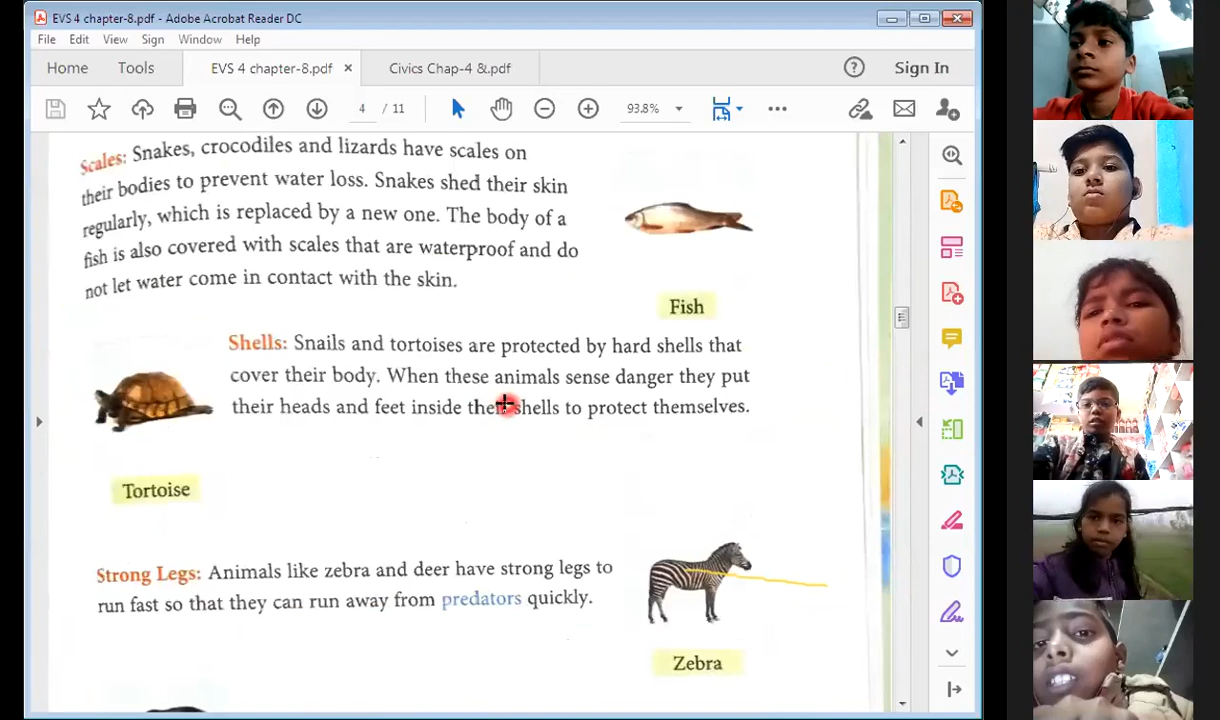 EVS 4 chapter-8.pdf - Adobe Acrobat Reader DC
File Edit View Sign Window Help
Home Tools EVS 4 chapter-8.pdf × Civics Chap-4 &.pdf Sign In
4 / 11 93.8%
Scales: Snakes, crocodiles and lizards have scales on
their bodies to prevent water loss. Snakes shed their skin
regularly, which is replaced by a new one. The body of a
fish is also covered with scales that are waterproof and do
not let water come in contact with the skin.
Fish
Shells: Snails and tortoises are protected by hard shells that
cover their body. When these animals sense danger they put
their heads and feet inside their shells to protect themselves.
Tortoise
Strong Legs: Animals like zebra and deer have strong legs to
run fast so that they can run away from predators quickly.
Zebra